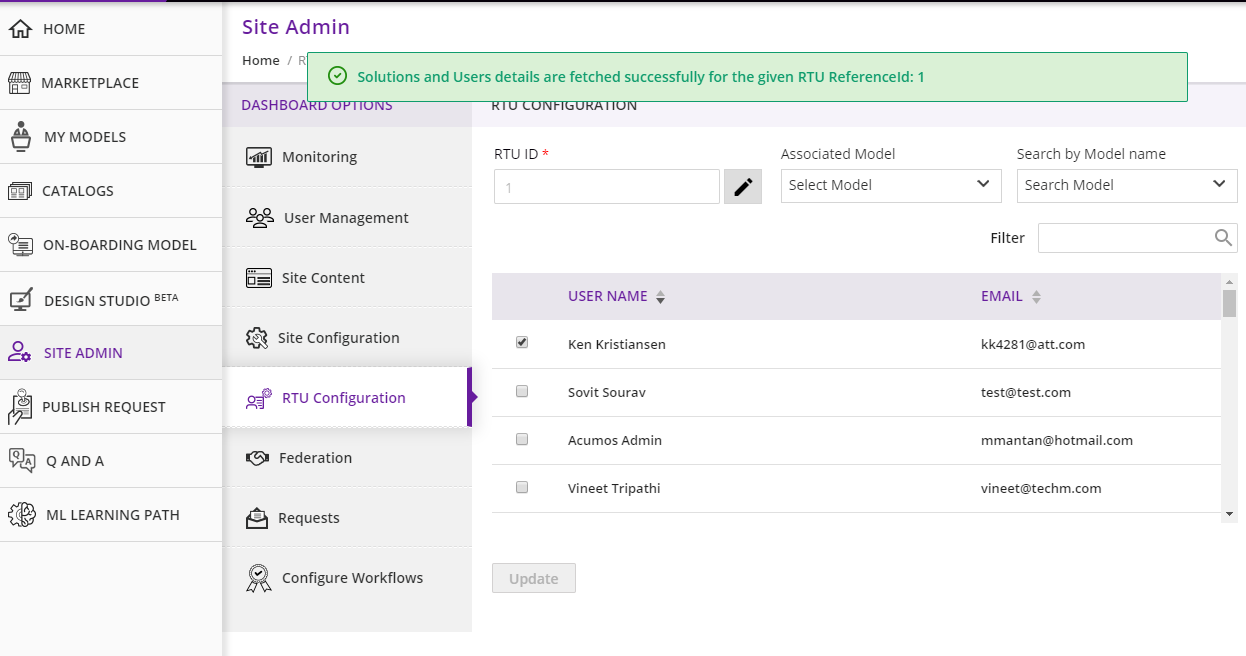 HOME
MARKETPLACE
MY MODELS
CATALOGS
ON-BOARDING MODEL
DESIGN STUDIO BETA
SITE ADMIN
PUBLISH REQUEST
Q AND A
ML LEARNING PATH
Site Admin
Home / R
Solutions and Users details are fetched successfully for the given RTU ReferenceId: 1
DASHBOARD OPTIONS
Monitoring
User Management
Site Content
Site Configuration
RTU Configuration
Federation
Requests
Configure Workflows
RTU CONFIGURATION
RTU ID *
1
Associated Model
Select Model
Search by Model name
Search Model
Filter
USER NAME EMAIL
Ken Kristiansen kk4281@att.com
Sovit Sourav test@test.com
Acumos Admin mmantan@hotmail.com
Vineet Tripathi vineet@techm.com
Update